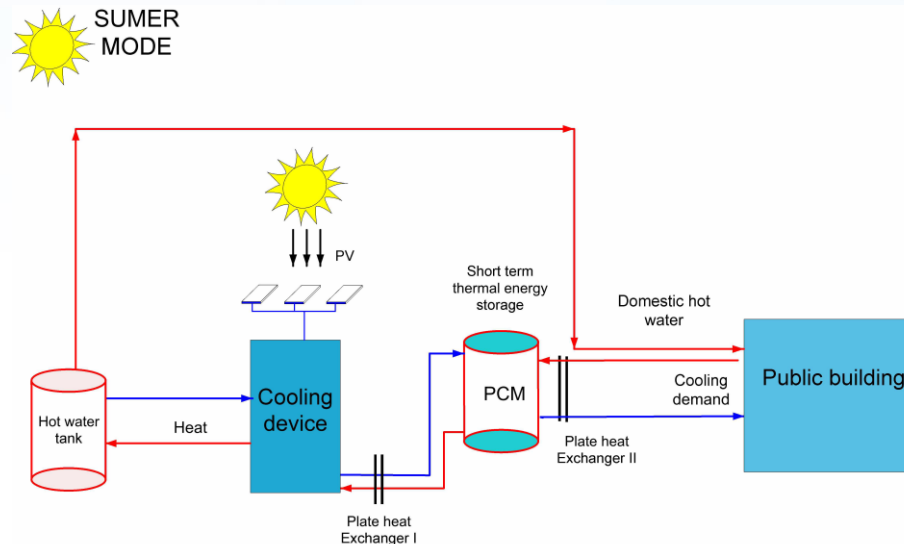 SUMER
MODE
PV
Short term
thermal energy
storage
Domestic hot
water
Hot water
tank
Heat
Cooling
device
PCM
Cooling
demand
Public building
Plate heat
Exchanger II
Plate heat
Exchanger I